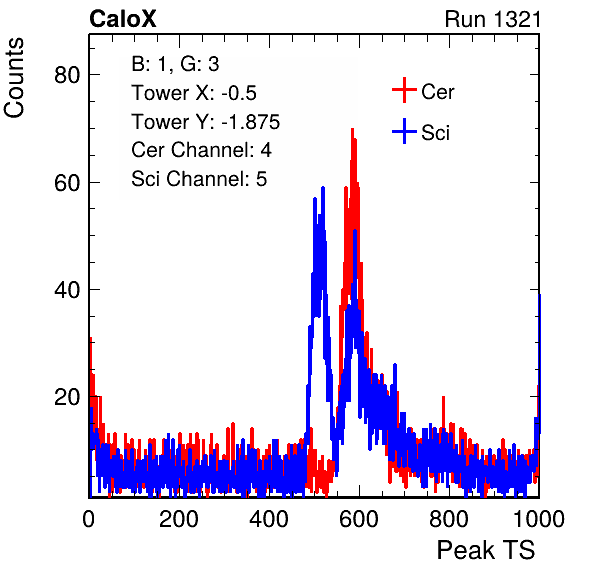 CaloX Run 1321
Counts
B: 1, G: 3
Tower X: -0.5
Tower Y: -1.875
Cer Channel: 4
Sci Channel: 5
Cer
Sci
80
60
40
20
0 200 400 600 800 1000
Peak TS